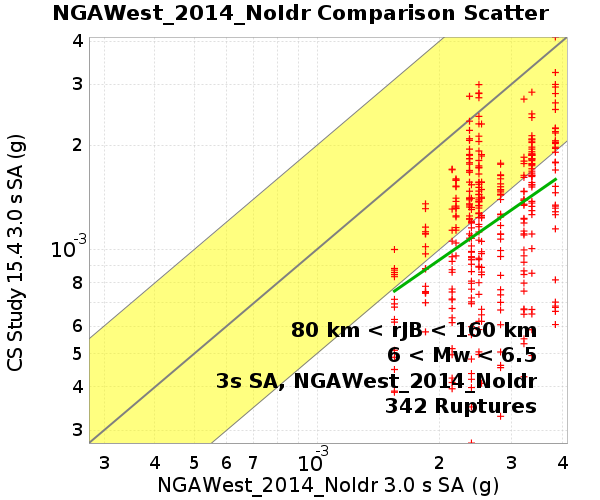 NGAWest_2014_NoIdr Comparison Scatter
CS Study 15.4 3.0 s SA (g)
4
3
2
10-3
8
6
5
4
3
80 km < rJB < 160 km
6 < Mw < 6.5
3s SA, NGAWest_2014_NoIdr
342 Ruptures
3 4 5 6 7 10-3 2 3 4
NGAWest_2014_NoIdr 3.0 s SA (g)